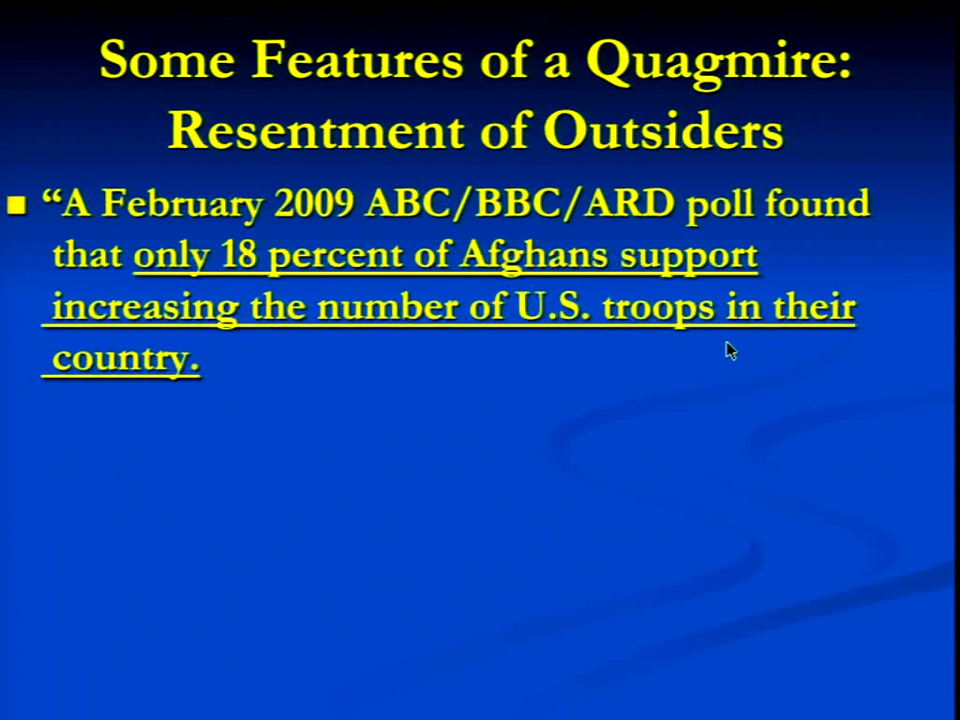 Some Features of a Quagmire:
Resentment of Outsiders
“A February 2009 ABC/BBC/ARD poll found
that only 18 percent of Afghans support
increasing the number of U.S. troops in their
country.